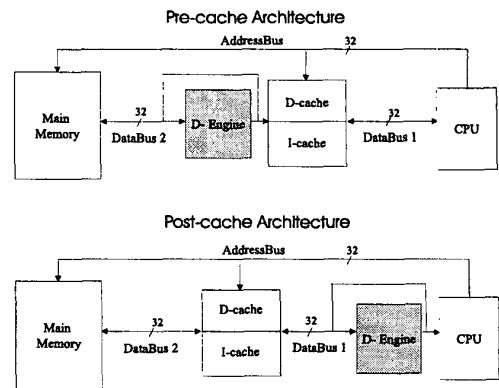 Pre-cache Architecture
AddressBus
32
Main
Memory
32
DataBus 2
D- Engine
D-cache
I-cache
32
DataBus 1
CPU
Post-cache Architecture
AddressBus
32
Main
Memory
32
DataBus 2
D-cache
I-cache
32
DataBus 1
D- Engine
CPU